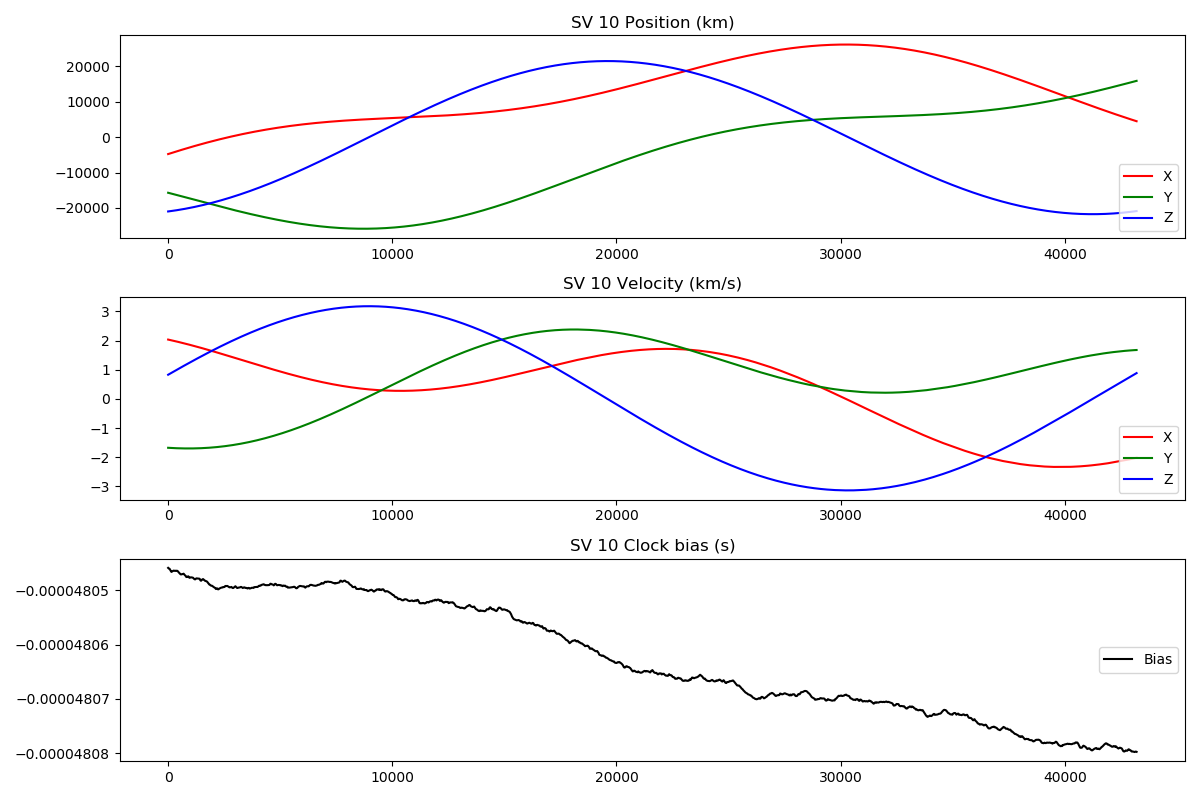 SV 10 Position (km)
20000
10000
0
−10000
−20000
X
Y
Z
0 10000 20000 30000 40000
SV 10 Velocity (km/s)
3
2
1
0
−1
−2
−3
X
Y
Z
0 10000 20000 30000 40000
SV 10 Clock bias (s)
−0.00004805
−0.00004806
−0.00004807
−0.00004808
Bias
0 10000 20000 30000 40000